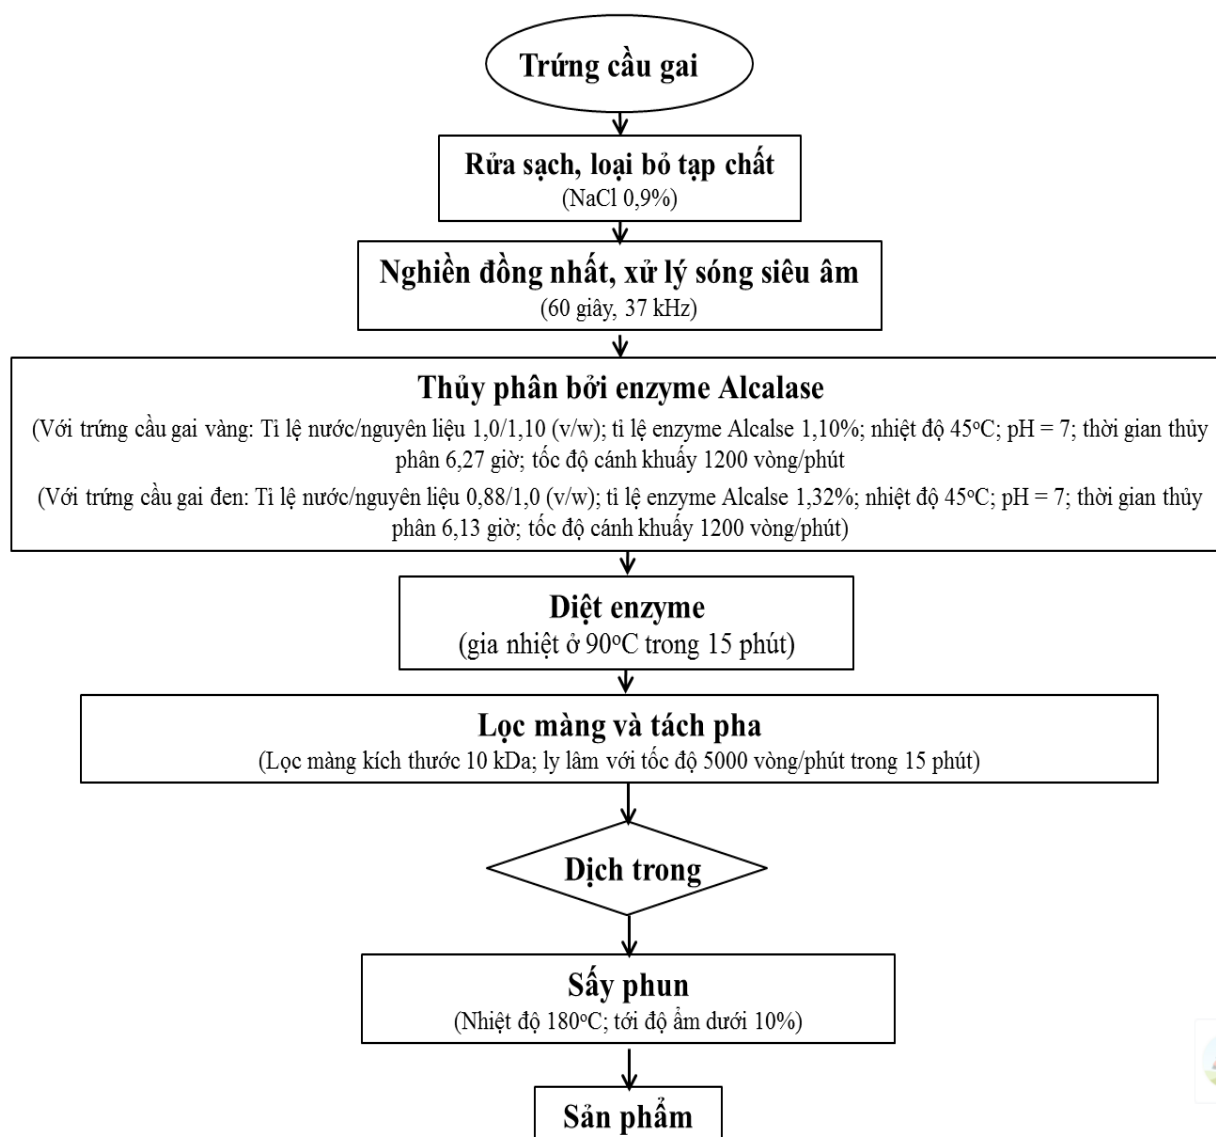 Trứng cầu gai
Rửa sạch, loại bỏ tạp chất
(NaCl 0,9%)
Nghiền đồng nhất, xử lý sóng siêu âm
(60 giây, 37 kHz)
Thủy phân bởi enzyme Alcalase
(Với trứng cầu gai vàng: Tỉ lệ nước/nguyên liệu 1,0/1,10 (v/w); tỉ lệ enzyme Alcalse 1,10%; nhiệt độ 45ºC; pH = 7; thời gian thủy
phân 6,27 giờ; tốc độ cánh khuấy 1200 vòng/phút
(Với trứng cầu gai đen: Tỉ lệ nước/nguyên liệu 0,88/1,0 (v/w); tỉ lệ enzyme Alcalse 1,32%; nhiệt độ 45ºC; pH = 7; thời gian thủy
phân 6,13 giờ; tốc độ cánh khuấy 1200 vòng/phút)
Diệt enzyme
(gia nhiệt ở 90ºC trong 15 phút)
Lọc màng và tách pha
(Lọc màng kích thước 10 kDa; ly lâm với tốc độ 5000 vòng/phút trong 15 phút)
Dịch trong
Sấy phun
(Nhiệt độ 180ºC; tới độ ẩm dưới 10%)
Sản phẩm